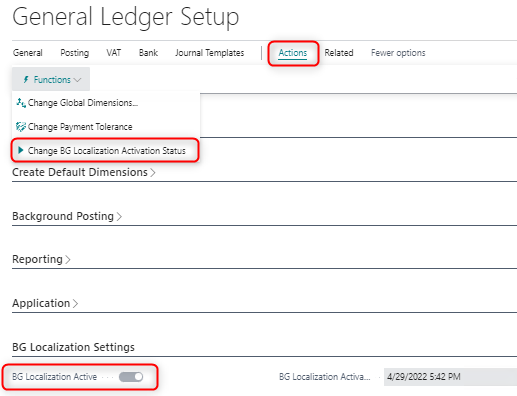 General Ledger Setup
General Posting VAT Bank Journal Templates Actions Related Fewer options
Functions
Change Global Dimensions...
Change Payment Tolerance
Change BG Localization Activation Status
Create Default Dimensions
Background Posting
Reporting
Application
BG Localization Settings
BG Localization Active BG Localization Activa... 4/29/2022 5:42 PM